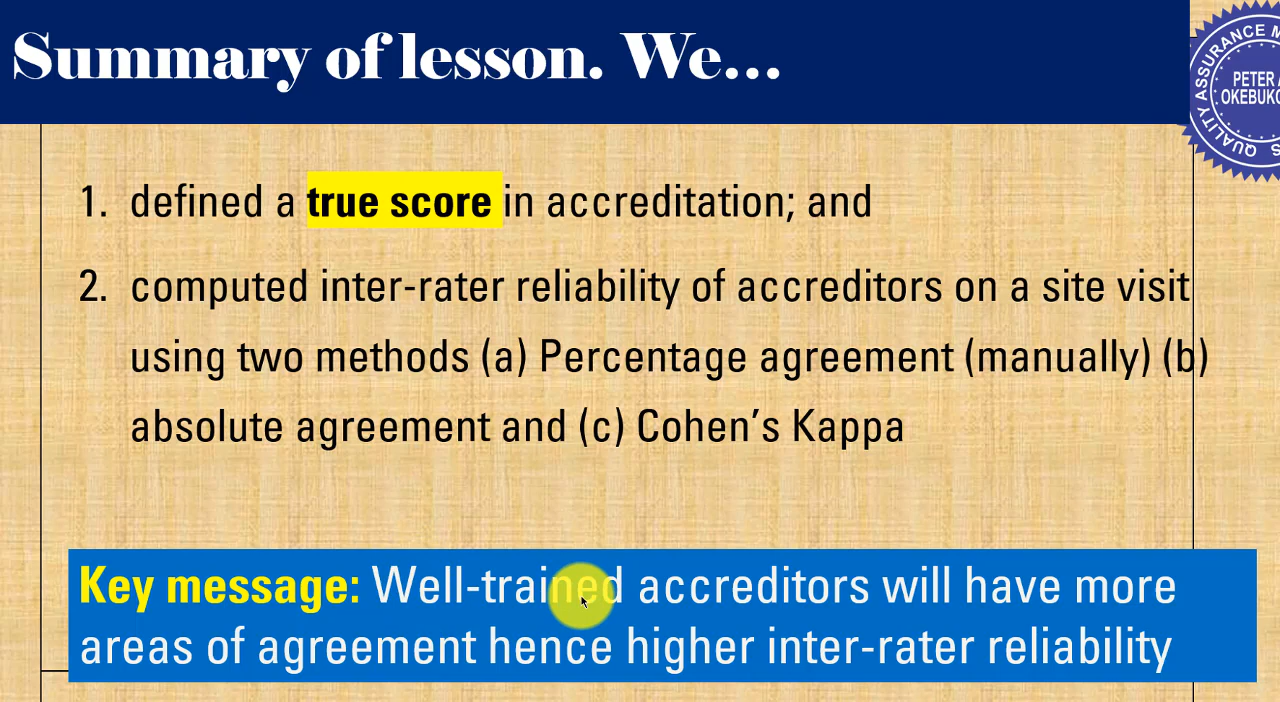 Summary of lesson. We...
ASSURANCE
PETER
QUALITY
1. defined a true score in accreditation; and
2. computed inter-rater reliability of accreditors on a site visit
using two methods (a) Percentage agreement (manually) (b)
absolute agreement and (c) Cohen’s Kappa
Key message: Well-trained accreditors will have more
areas of agreement hence higher inter-rater reliability